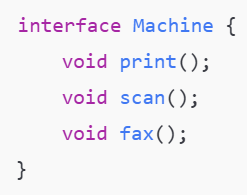 interface Machine {
    void print();
    void scan();
    void fax();
}